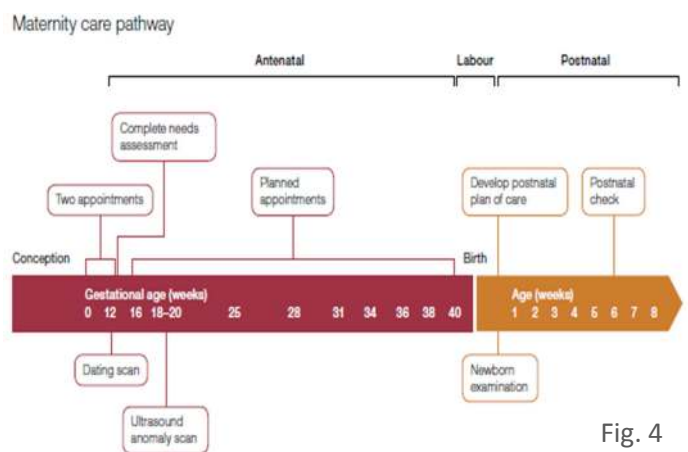 Maternity care pathway
Antenatal
Labour
Postnatal
Complete needs
assessment
Two appointments
Planned
appointments
Develop postnatal
plan of care
Postnatal
check
Conception
Birth
Gestational age (weeks)
0 12 16 18–20 25 28 31 34 36 38 40
Age (weeks)
1 2 3 4 5 6 7 8
Dating scan
Ultrasound
anomaly scan
Newborn
examination
Fig. 4